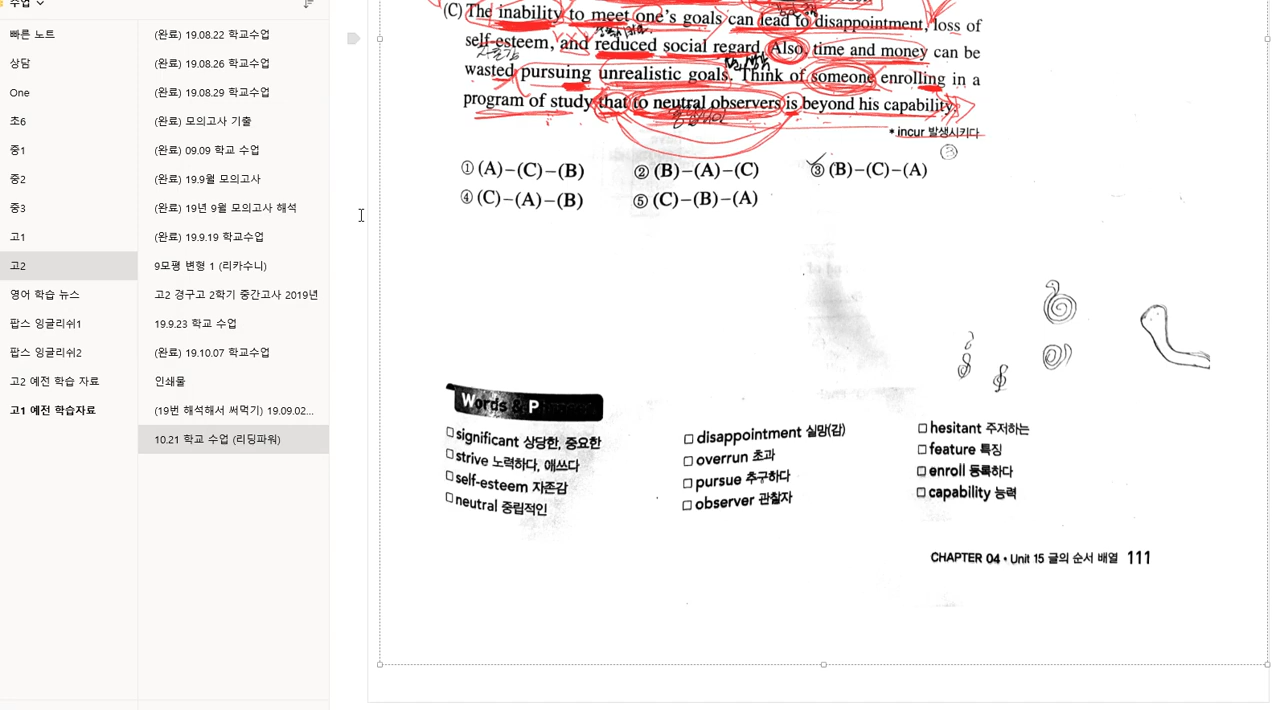 수업
빠른 노트
상담
One
초6
중1
중2
중3
고1
고2
영어 학습 뉴스
팝스 잉글리쉬1
팝스 잉글리쉬2
고2 예전 학습 자료
고1 예전 학습자료
(완료) 19.08.22 학교수업
(완료) 19.08.26 학교수업
(완료) 19.08.29 학교수업
(완료) 모의고사 기출
(완료) 09.09 학교 수업
(완료) 19.9월 모의고사
(완료) 19년 9월 모의고사 해석
(완료) 19.9.19 학교수업
9모평 변형 1 (리카수니)
고2 경구고 2학기 중간고사 2019년
19.9.23 학교 수업
(완료) 19.10.07 학교수업
인쇄물
(19번 해석해서 써먹기) 19.09.02...
10.21 학교 수업 (리딩파워)
(C) The inability to meet one's goals can lead to disappointment, loss of
self-esteem, and reduced social regard. Also, time and money can be
자존감
wasted pursuing unrealistic goals. Think of someone enrolling in a
program of study that to neutral observers is beyond his capability.
* incur 발생시키다
③
① (A)-(C)-(B) ② (B)-(A)-(C) ③ (B)-(C)-(A)
④ (C)-(A)-(B) ⑤ (C)-(B)-(A)
Words & P
□ significant 상당한, 중요한
□ strive 노력하다, 애쓰다
□ self-esteem 자존감
□ neutral 중립적인
□ disappointment 실망(감)
□ overrun 초과
□ pursue 추구하다
□ observer 관찰자
□ hesitant 주저하는
□ feature 특징
□ enroll 등록하다
□ capability 능력
CHAPTER 04 • Unit 15 글의 순서 배열 111